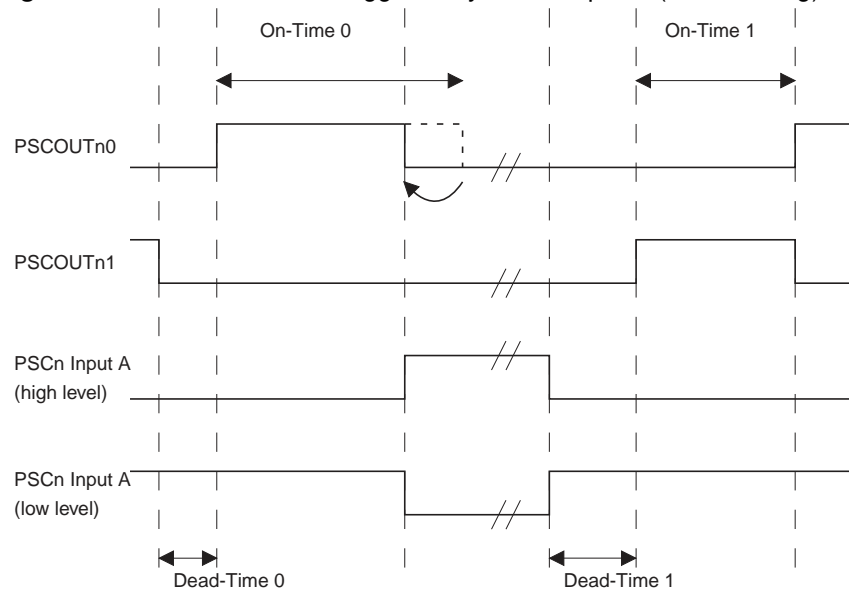 On-Time 0
On-Time 1
PSCOUTn0
PSCOUTn1
PSCn Input A
(high level)
PSCn Input A
(low level)
Dead-Time 0
Dead-Time 1